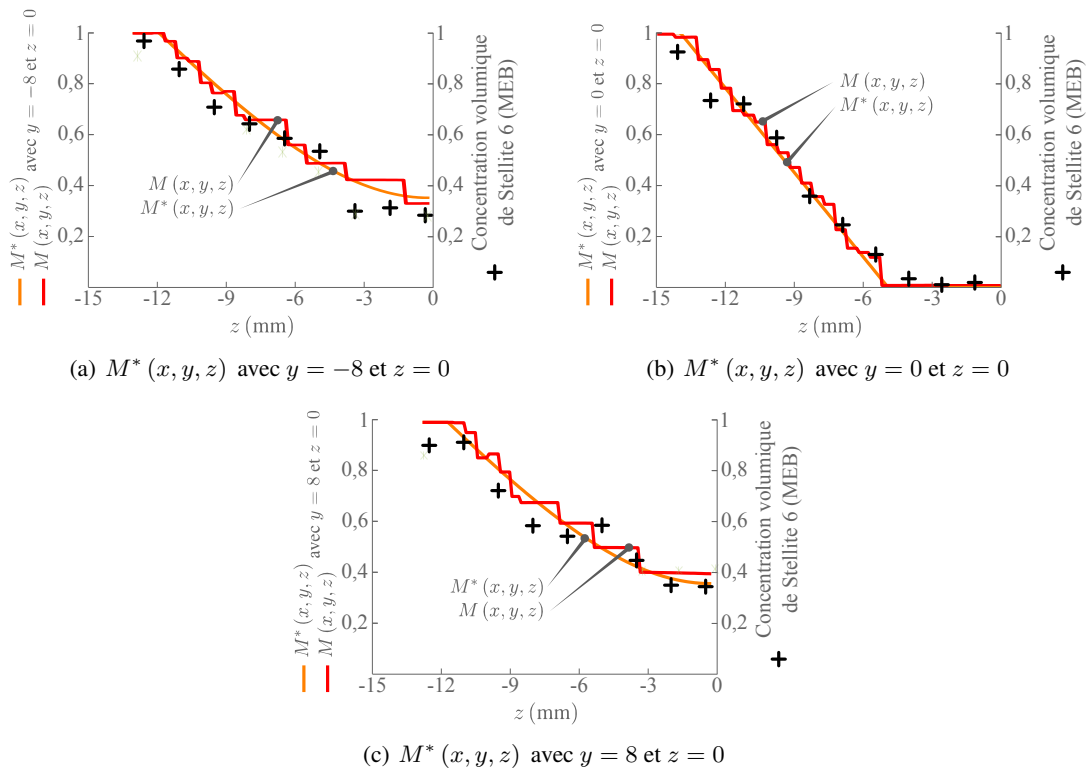 M* (x, y, z) avec y = −8 et z = 0
M (x, y, z)
1
0,8
0,6
0,4
0,2
-15
-12
-9
-6
-3
0
z (mm)
M (x, y, z)
M* (x, y, z)
1
0,8
0,6
0,4
0,2
Concentration volumique
de Stellite 6 (MEB)
(a) M* (x, y, z) avec y = −8 et z = 0
M* (x, y, z) avec y = 0 et z = 0
M (x, y, z)
1
0,8
0,6
0,4
0,2
-15
-12
-9
-6
-3
0
z (mm)
M (x, y, z)
M* (x, y, z)
1
0,8
0,6
0,4
0,2
Concentration volumique
de Stellite 6 (MEB)
(b) M* (x, y, z) avec y = 0 et z = 0
M* (x, y, z) avec y = 8 et z = 0
M (x, y, z)
1
0,8
0,6
0,4
0,2
-15
-12
-9
-6
-3
0
z (mm)
M* (x, y, z)
M (x, y, z)
1
0,8
0,6
0,4
0,2
Concentration volumique
de Stellite 6 (MEB)
(c) M* (x, y, z) avec y = 8 et z = 0